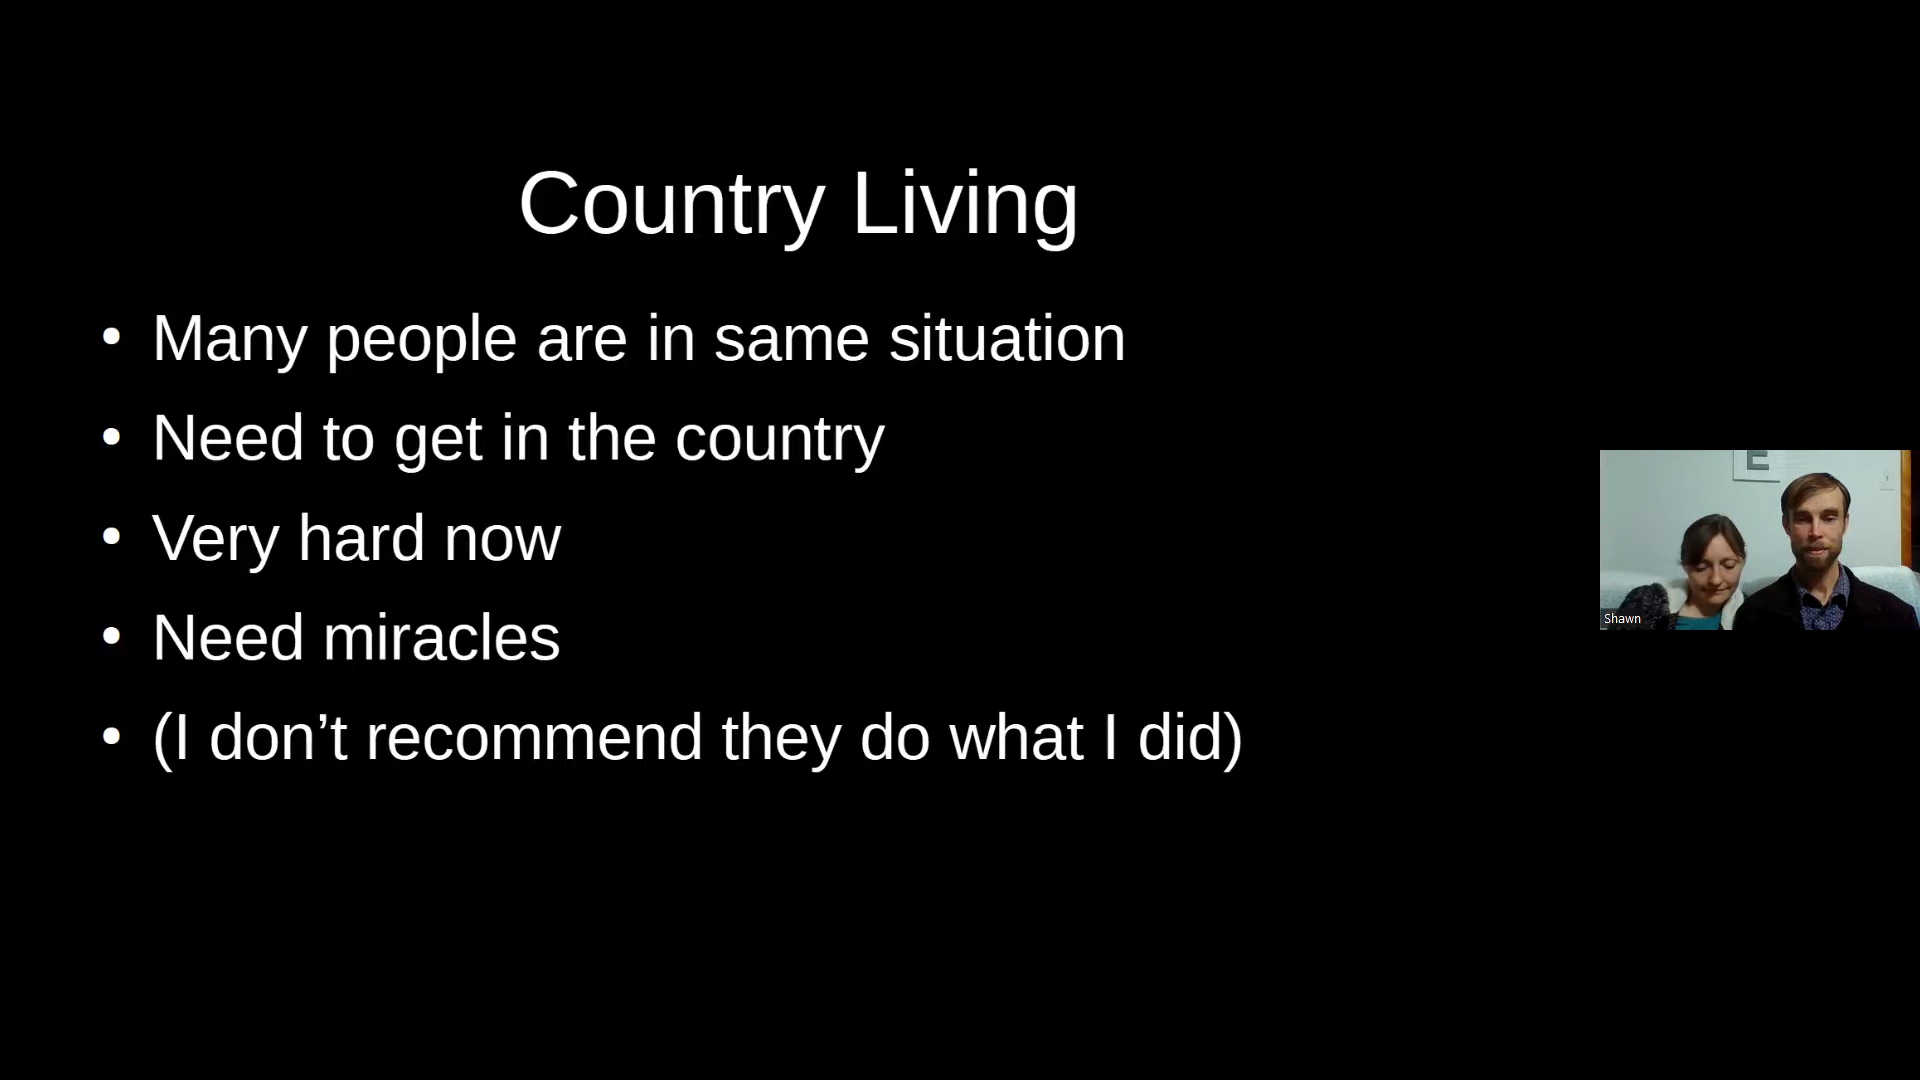 Country Living
• Many people are in same situation
• Need to get in the country
• Very hard now
• Need miracles
• (I don’t recommend they do what I did)
E
Shawn